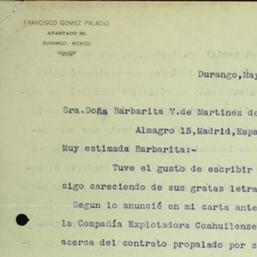 FRANCISCO GOMEZ PALACIO.
APARTADO 80.
DURANGO, MEXICO.
Durango, May
Sra. Doña Barbarita V. de Martinez de
Almagro 15, Madrid, Espa
Muy estimada Barbarita:-
Tuve el gusto de escribir
sigo careciendo de sus gratas letra
Segun lo anunció en mi carta ante
la Compañía Explotadora Coahuilense
acerca del contrato propalado por s